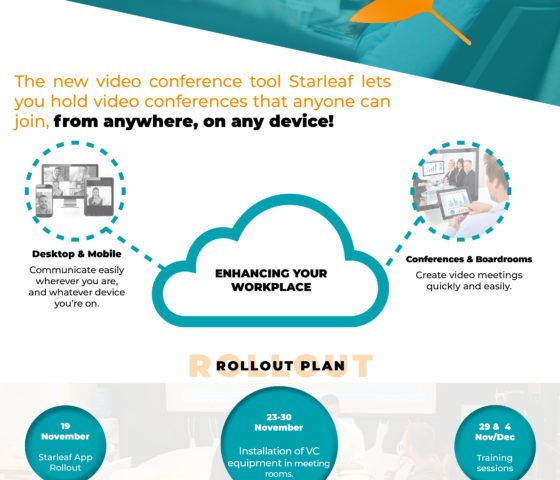 The new video conference tool Starleaf lets
you hold video conferences that anyone can
join, from anywhere, on any device!
Desktop & Mobile
Communicate easily
wherever you are,
and whatever device
you're on.
ENHANCING YOUR
WORKPLACE
Conferences & Boardrooms
Create video meetings
quickly and easily.
ROLLOUT
ROLLOUT PLAN
19
November
Starleaf App
Rollout
23-30
November
Installation of VC
equipment in meeting
rooms.
29 & 4
Nov/Dec
Training
sessions